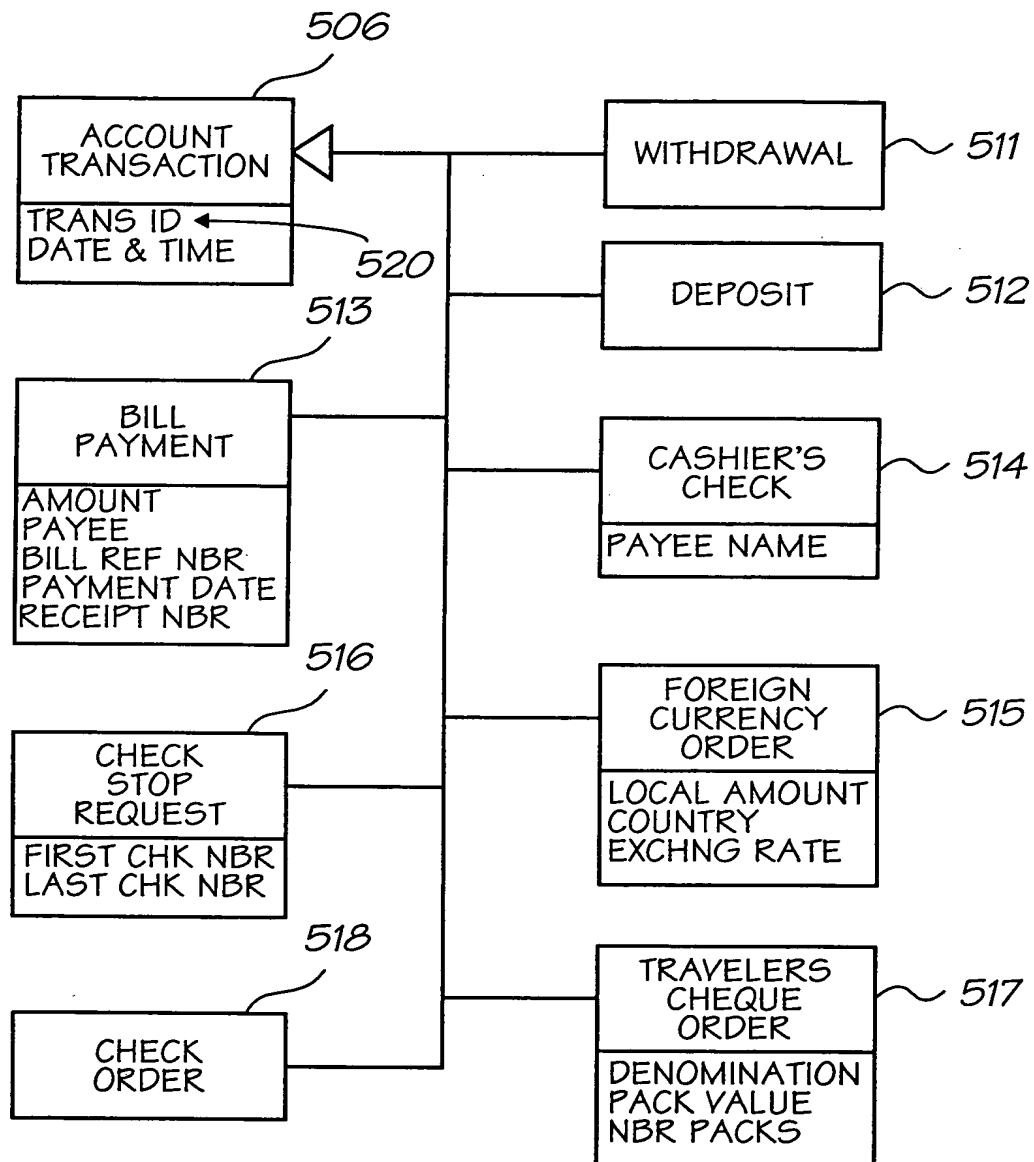 506
ACCOUNT
TRANSACTION
TRANS ID
DATE & TIME
520
WITHDRAWAL
511
DEPOSIT
512
513
BILL
PAYMENT
AMOUNT
PAYEE
BILL REF NBR
PAYMENT DATE
RECEIPT NBR
CASHIER'S
CHECK
PAYEE NAME
514
516
CHECK
STOP
REQUEST
FIRST CHK NBR
LAST CHK NBR
FOREIGN
CURRENCY
ORDER
LOCAL AMOUNT
COUNTRY
EXCHNG RATE
515
518
CHECK
ORDER
TRAVELERS
CHEQUE
ORDER
DENOMINATION
PACK VALUE
NBR PACKS
517